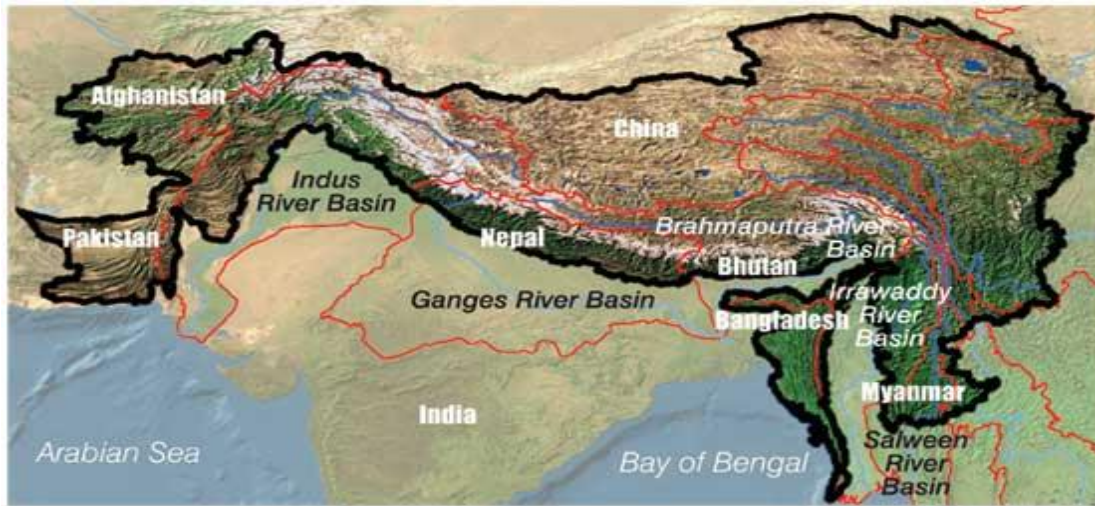 Afghanistan
China
Indus
River Basin
Pakistan
Nepal
Brahmaputra River
Basin
Bhutan
Ganges River Basin
Irrawaddy
River
Basin
Bangladesh
Myanmar
India
Arabian Sea
Bay of Bengal
Salween
River
Basin